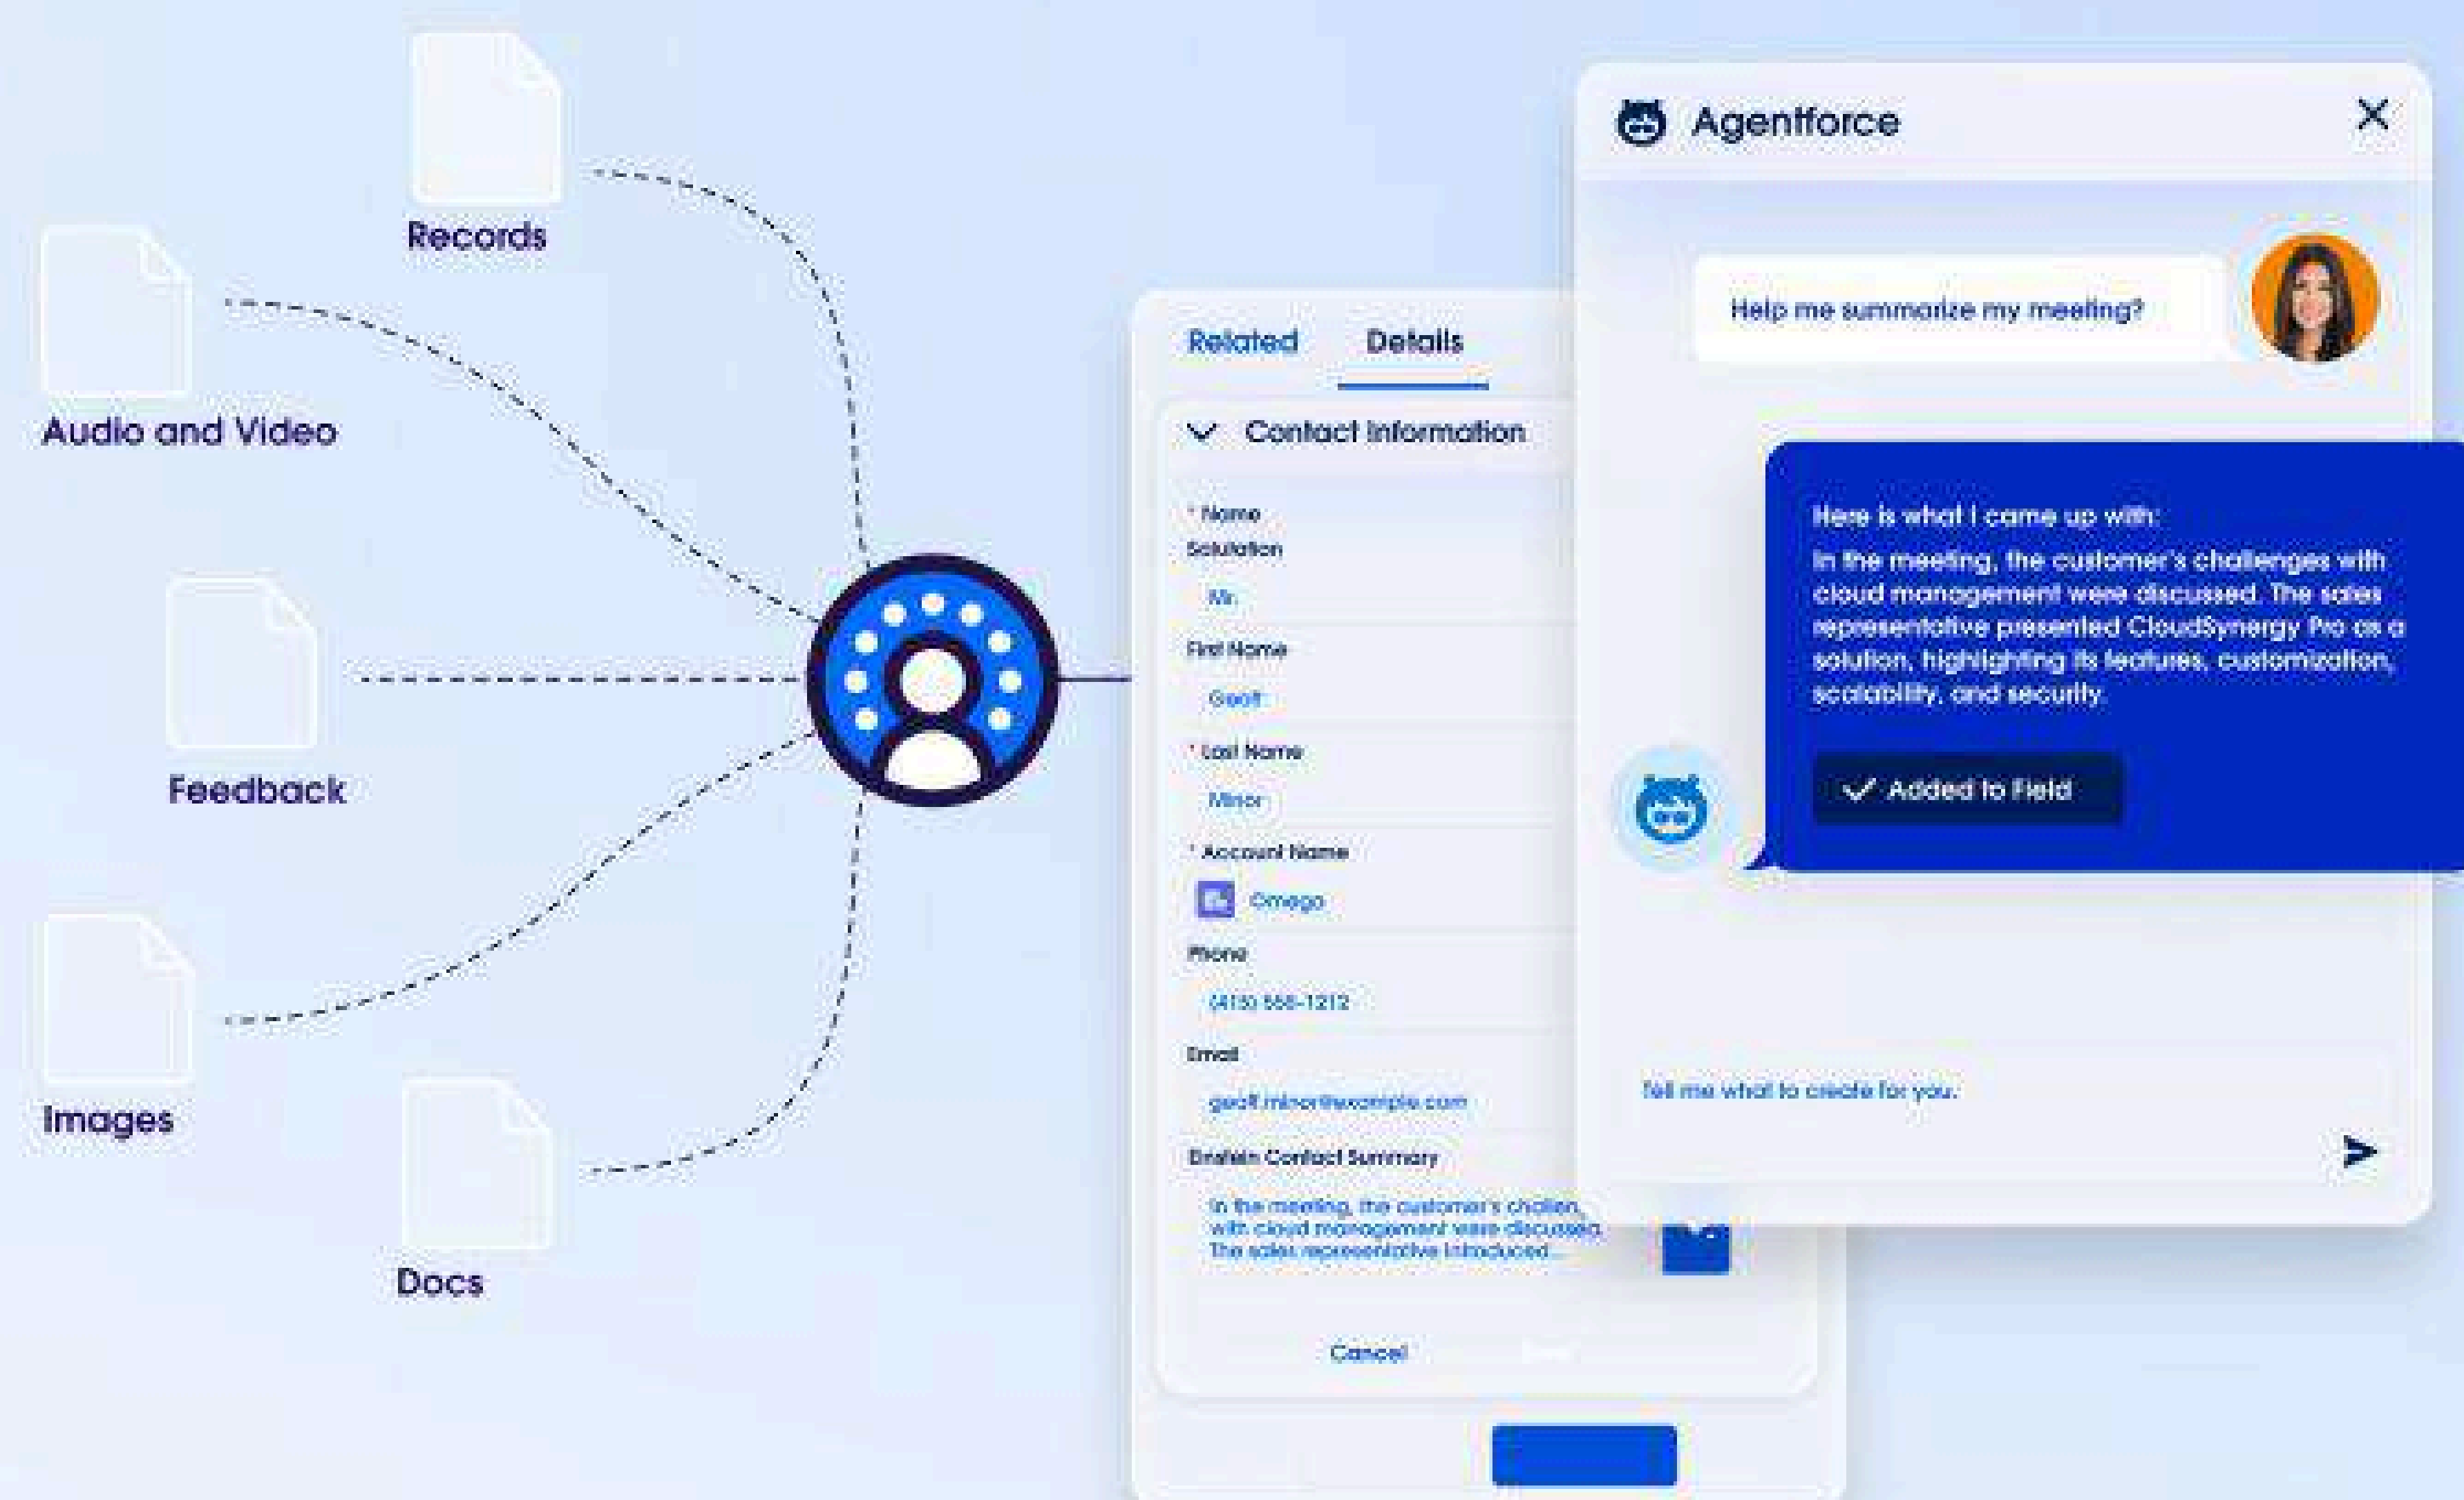 Records
Audio and Video
Feedback
Images
Docs
Related
Details
Contact Information
* Name
Salutation
Mr.
First Name
Geoff
* Last Name
Minor
* Account Name
Omega
Phone
(415) 555-1212
Email
geoff.minor@example.com
Einstein Contact Summary
In the meeting, the customer's challen
with cloud management were discussed.
The sales representative introduced...
Cancel
Agentforce
Help me summarize my meeting?
Here is what I came up with:
In the meeting, the customer's challenges with
cloud management were discussed. The sales
representative presented CloudSynergy Pro as a
solution, highlighting its features, customization,
scalability, and security.
Added to Field
Tell me what to create for you.